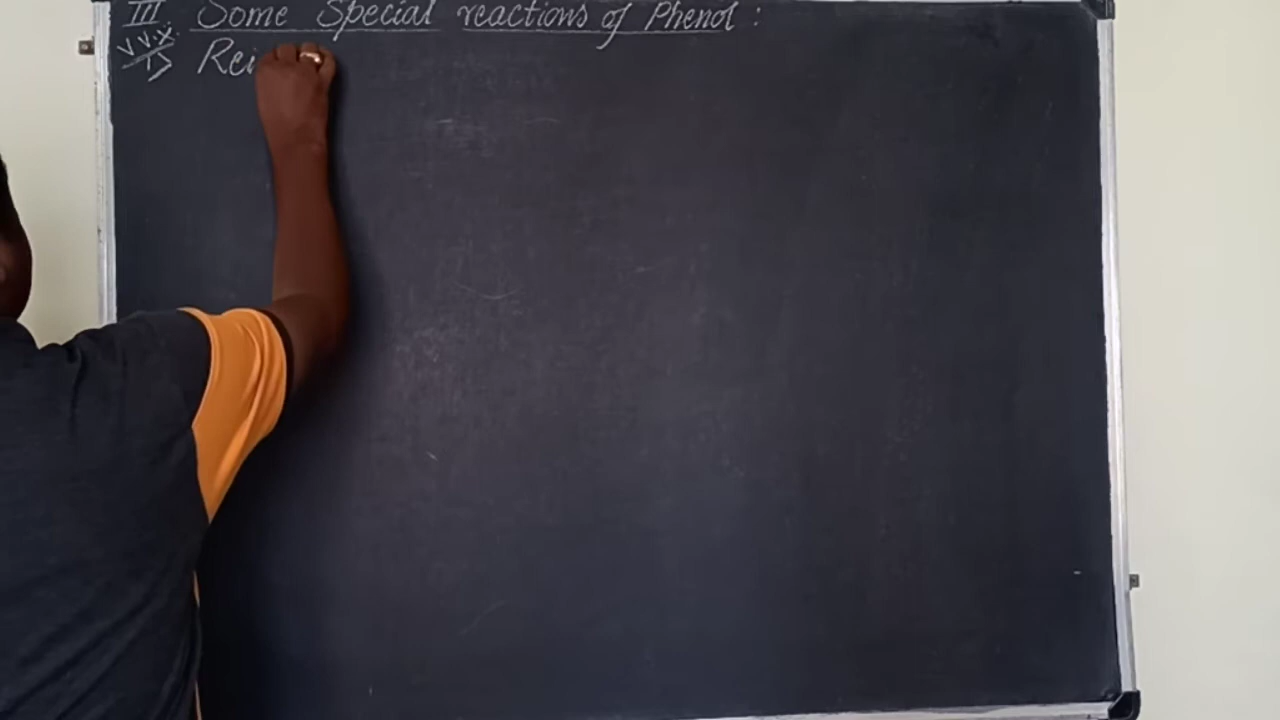 III Some Special reactions of Phenol :
V.V.I.
1> Rei